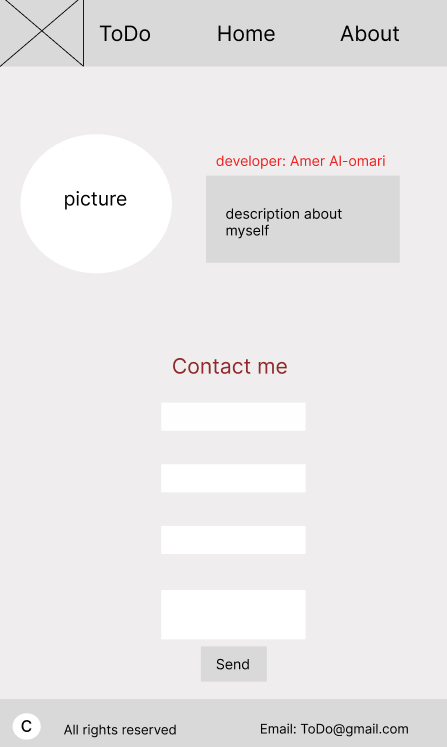 ToDo Home About
picture
developer: Amer Al-omari
description about
myself
Contact me
Send
C All rights reserved Email: ToDo@gmail.com